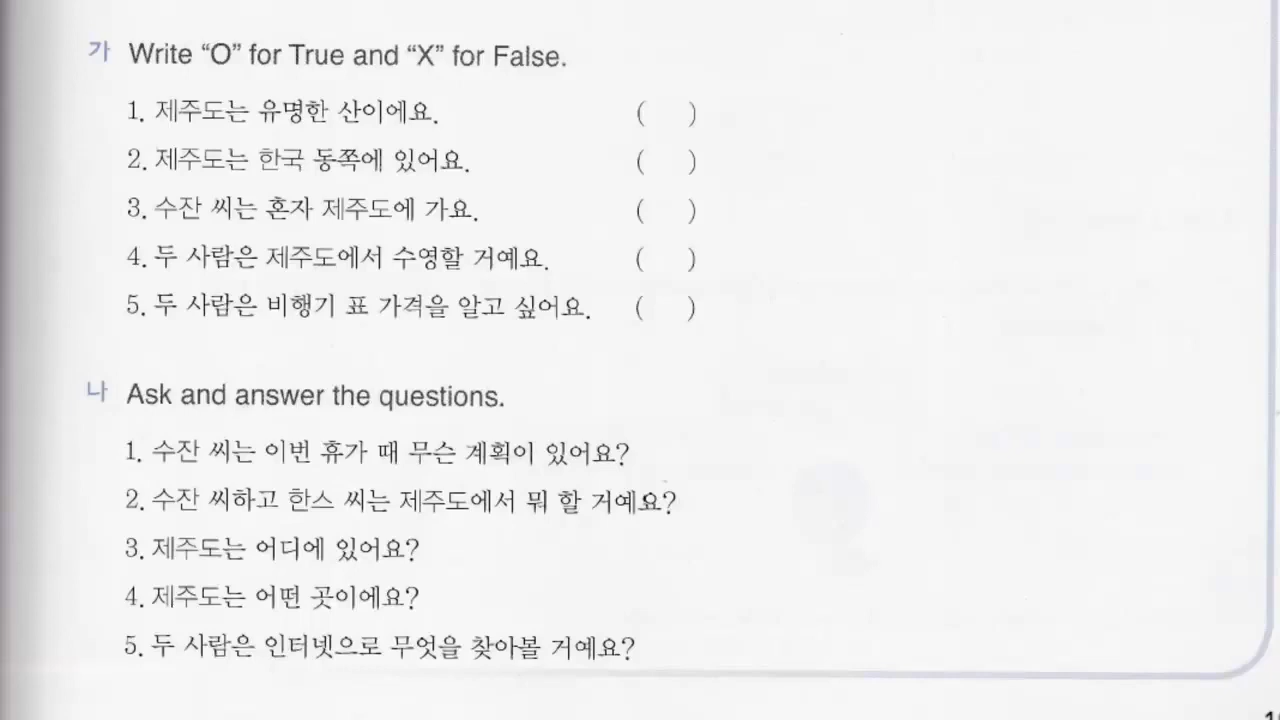 가 Write “O” for True and “X” for False.
1. 제주도는 유명한 산이에요. ( )
2. 제주도는 한국 동쪽에 있어요. ( )
3. 수잔 씨는 혼자 제주도에 가요. ( )
4. 두 사람은 제주도에서 수영할 거예요. ( )
5. 두 사람은 비행기 표 가격을 알고 싶어요. ( )
나 Ask and answer the questions.
1. 수잔 씨는 이번 휴가 때 무슨 계획이 있어요?
2. 수잔 씨하고 한스 씨는 제주도에서 뭐 할 거예요?
3. 제주도는 어디에 있어요?
4. 제주도는 어떤 곳이에요?
5. 두 사람은 인터넷으로 무엇을 찾아볼 거예요?